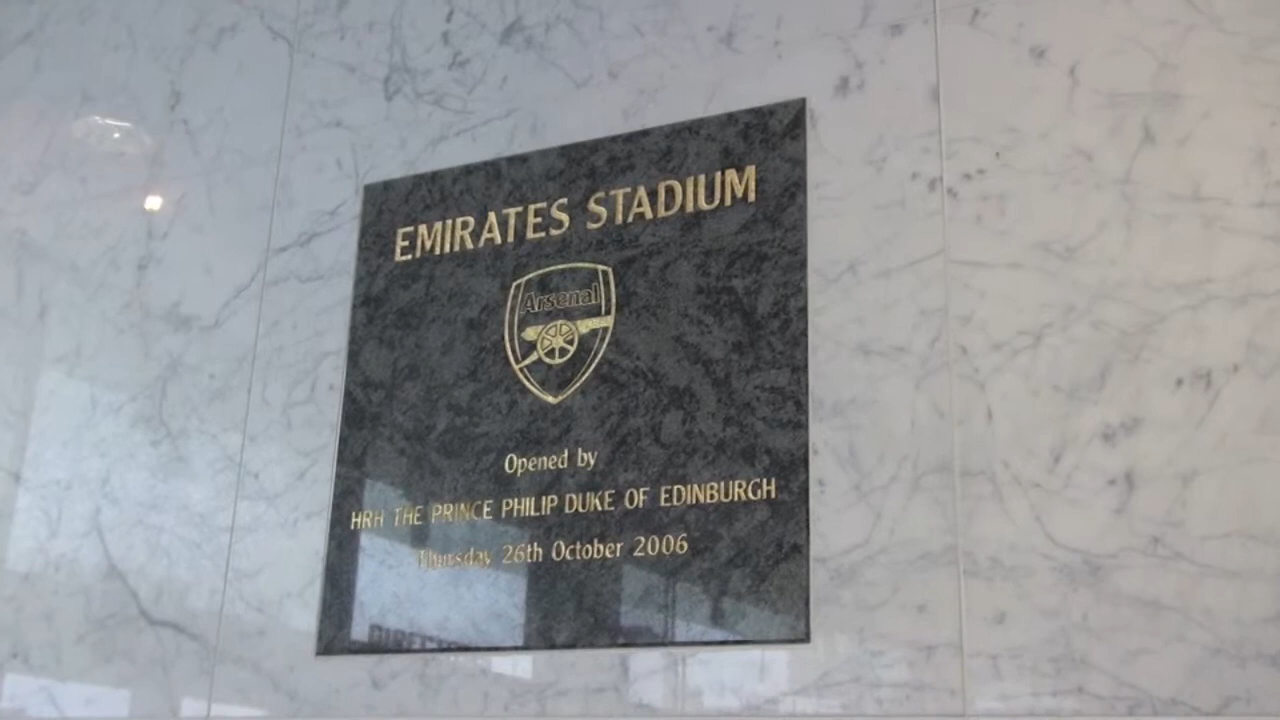 EMIRATES STADIUM
Arsenal
Opened by
HRH THE PRINCE PHILIP DUKE OF EDINBURGH
Thursday 26th October 2006